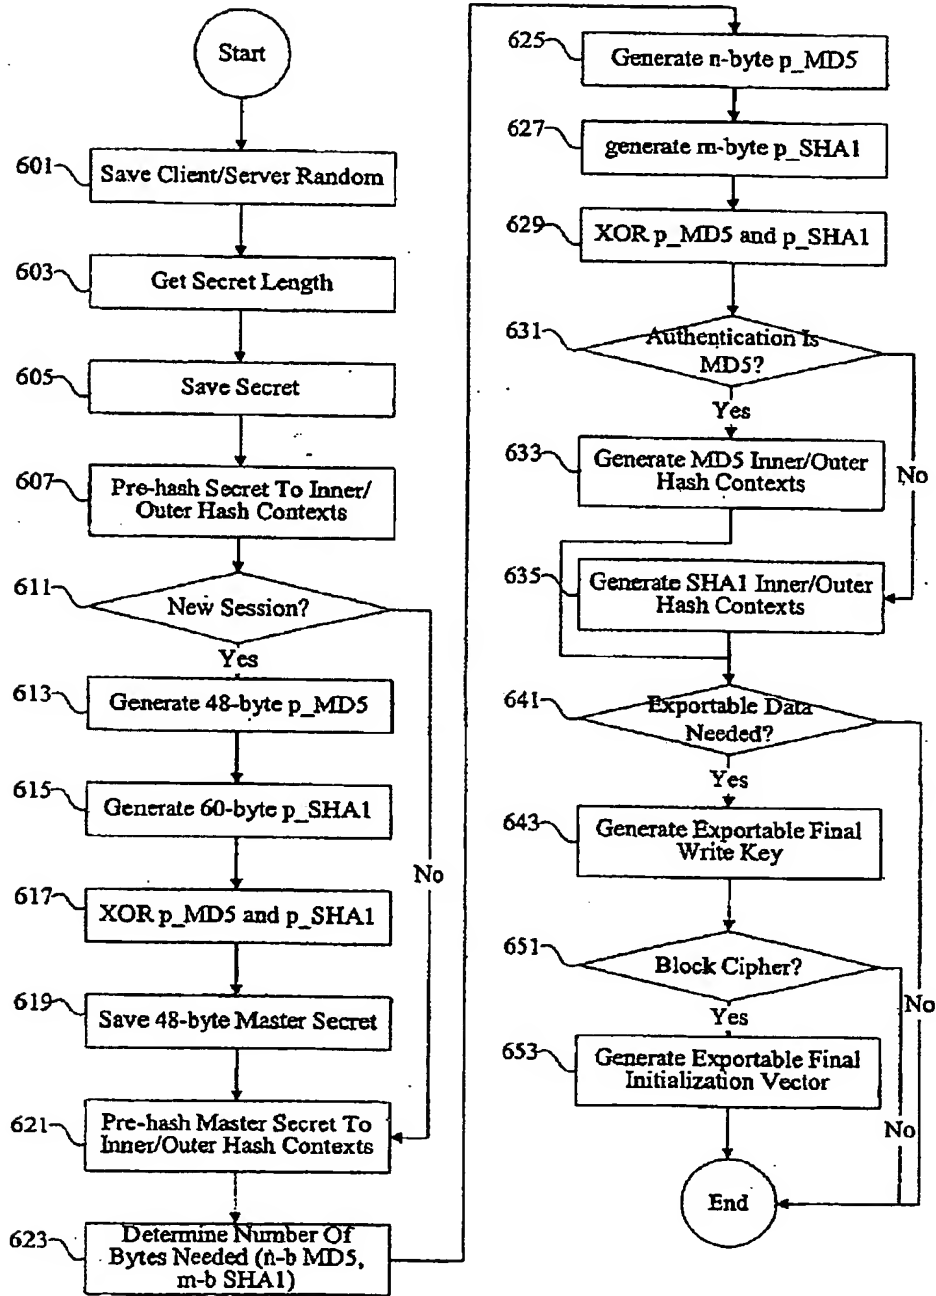 Start
601
Save Client/Server Random
603
Get Secret Length
605
Save Secret
607
Pre-hash Secret To Inner/
Outer Hash Contexts
611
New Session?
Yes
No
613
Generate 48-byte p_MD5
615
Generate 60-byte p_SHA1
617
XOR p_MD5 and p_SHA1
619
Save 48-byte Master Secret
621
Pre-hash Master Secret To
Inner/Outer Hash Contexts
623
Determine Number Of
Bytes Needed (n-b MD5,
m-b SHA1)
625
Generate n-byte p_MD5
627
generate m-byte p_SHA1
629
XOR p_MD5 and p_SHA1
631
Authentication Is
MD5?
Yes
No
633
Generate MD5 Inner/Outer
Hash Contexts
635
Generate SHA1 Inner/Outer
Hash Contexts
641
Exportable Data
Needed?
Yes
No
643
Generate Exportable Final
Write Key
651
Block Cipher?
Yes
No
653
Generate Exportable Final
Initialization Vector
End